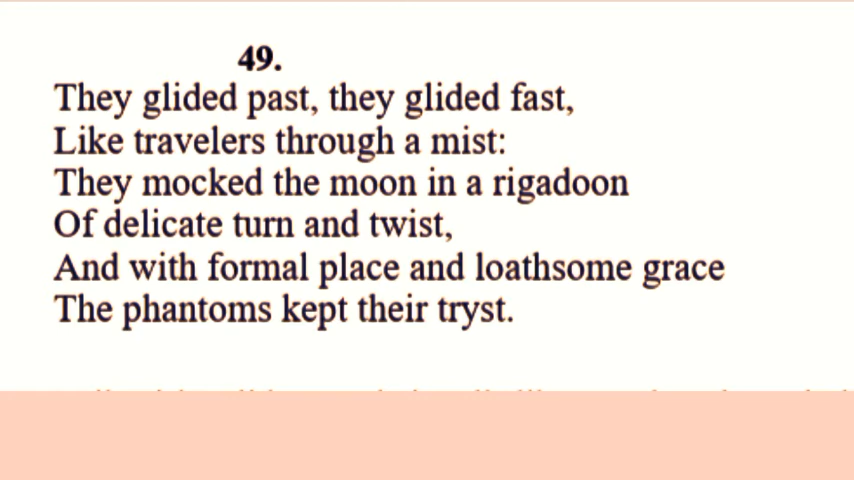 49.
They glided past, they glided fast,
Like travelers through a mist:
They mocked the moon in a rigadoon
Of delicate turn and twist,
And with formal place and loathsome grace
The phantoms kept their tryst.